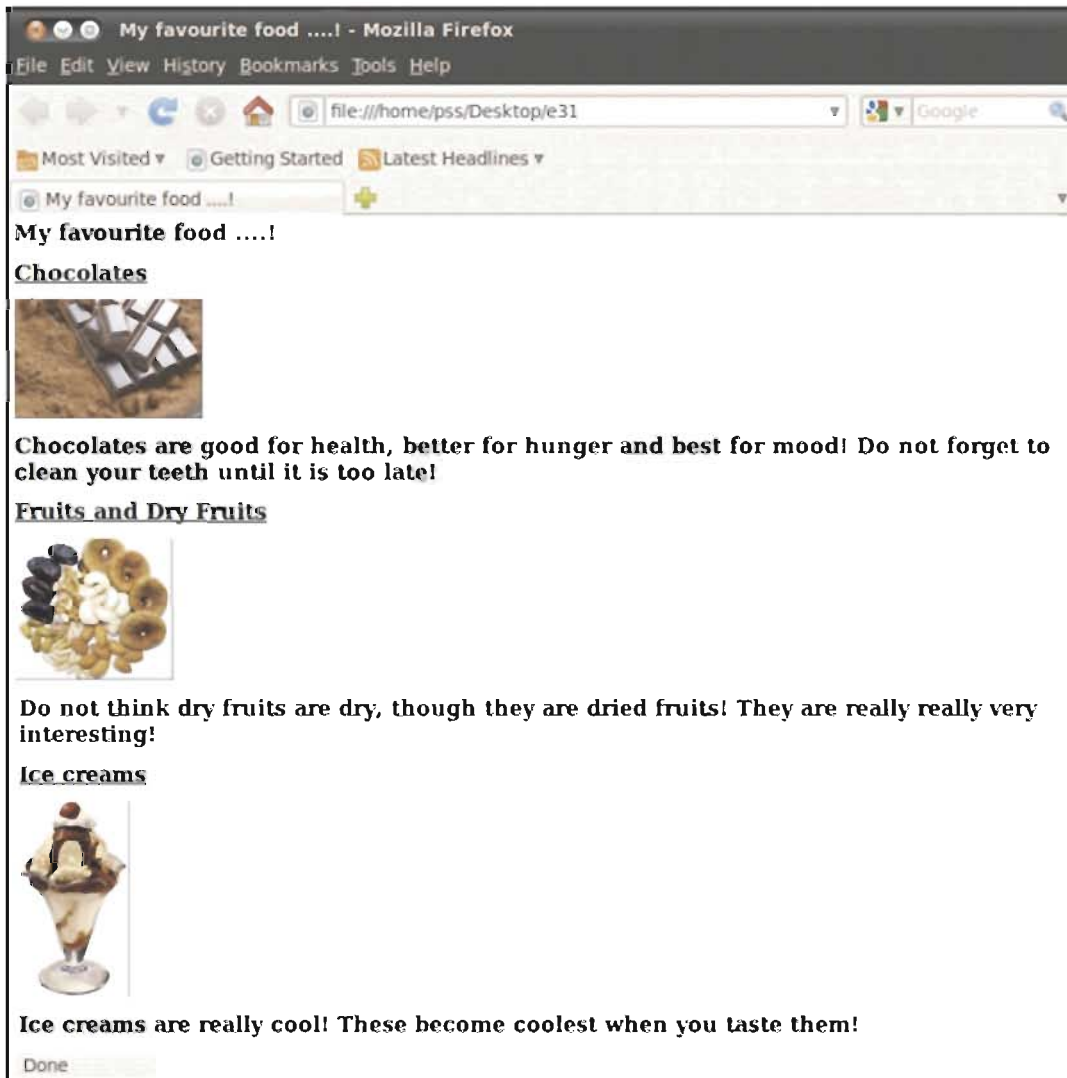 My favourite food ....! - Mozilla Firefox
File Edit View History Bookmarks Tools Help
file:///home/pss/Desktop/e31 Google
Most Visited Getting Started Latest Headlines
My favourite food ....!
My favourite food ....!
Chocolates
Chocolates are good for health, better for hunger and best for mood! Do not forget to
clean your teeth until it is too late!
Fruits and Dry Fruits
Do not think dry fruits are dry, though they are dried fruits! They are really really very
interesting!
Ice creams
Ice creams are really cool! These become coolest when you taste them!
Done